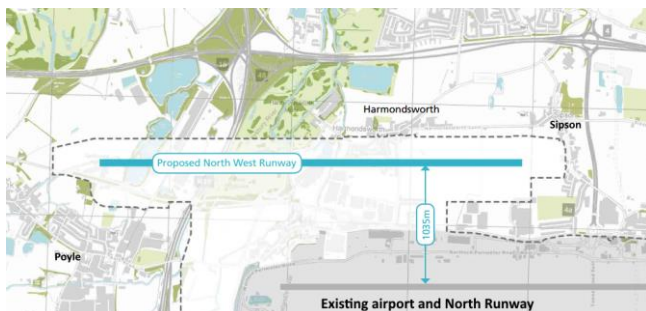 Harmondsworth
Sipson
Proposed North West Runway
1035m
Poyle
Existing airport and North Runway